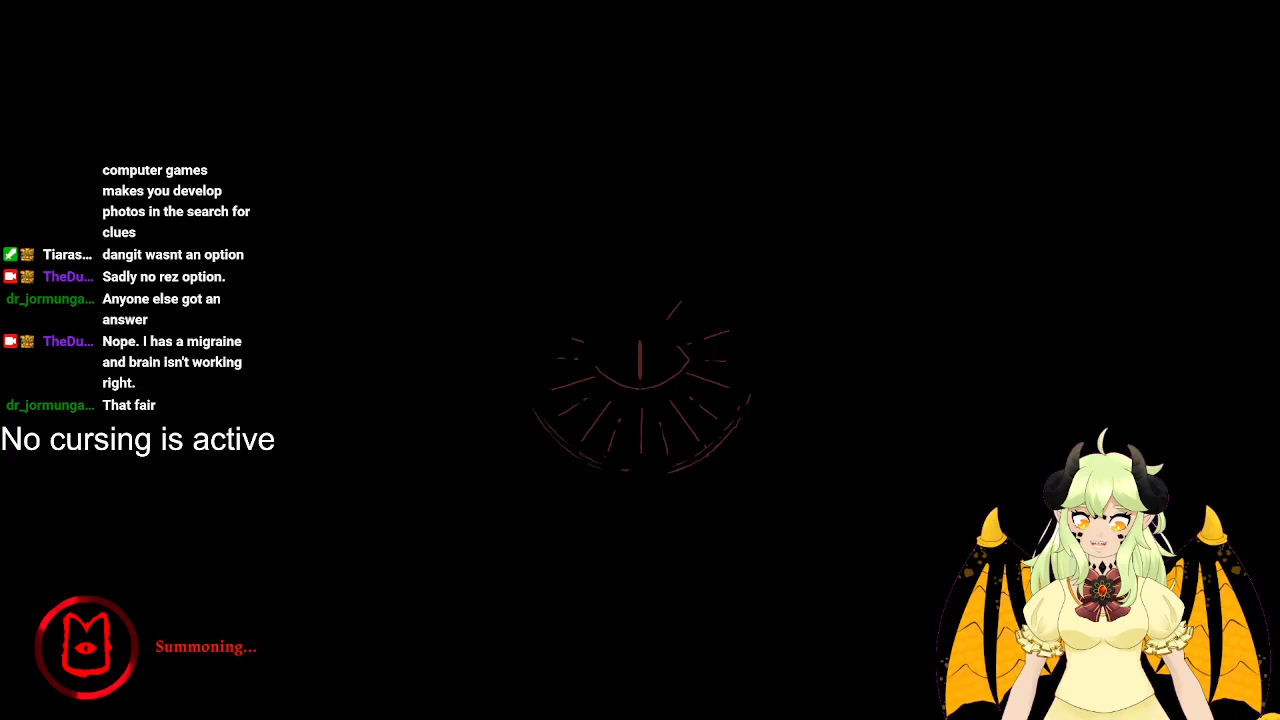 computer games
makes you develop
photos in the search for
clues
Tiaras... dangit wasnt an option
TheDu... Sadly no rez option.
dr_jormunga... Anyone else got an
answer
TheDu... Nope. I has a migraine
and brain isn't working
right.
dr_jormunga... That fair
No cursing is active
Summoning...